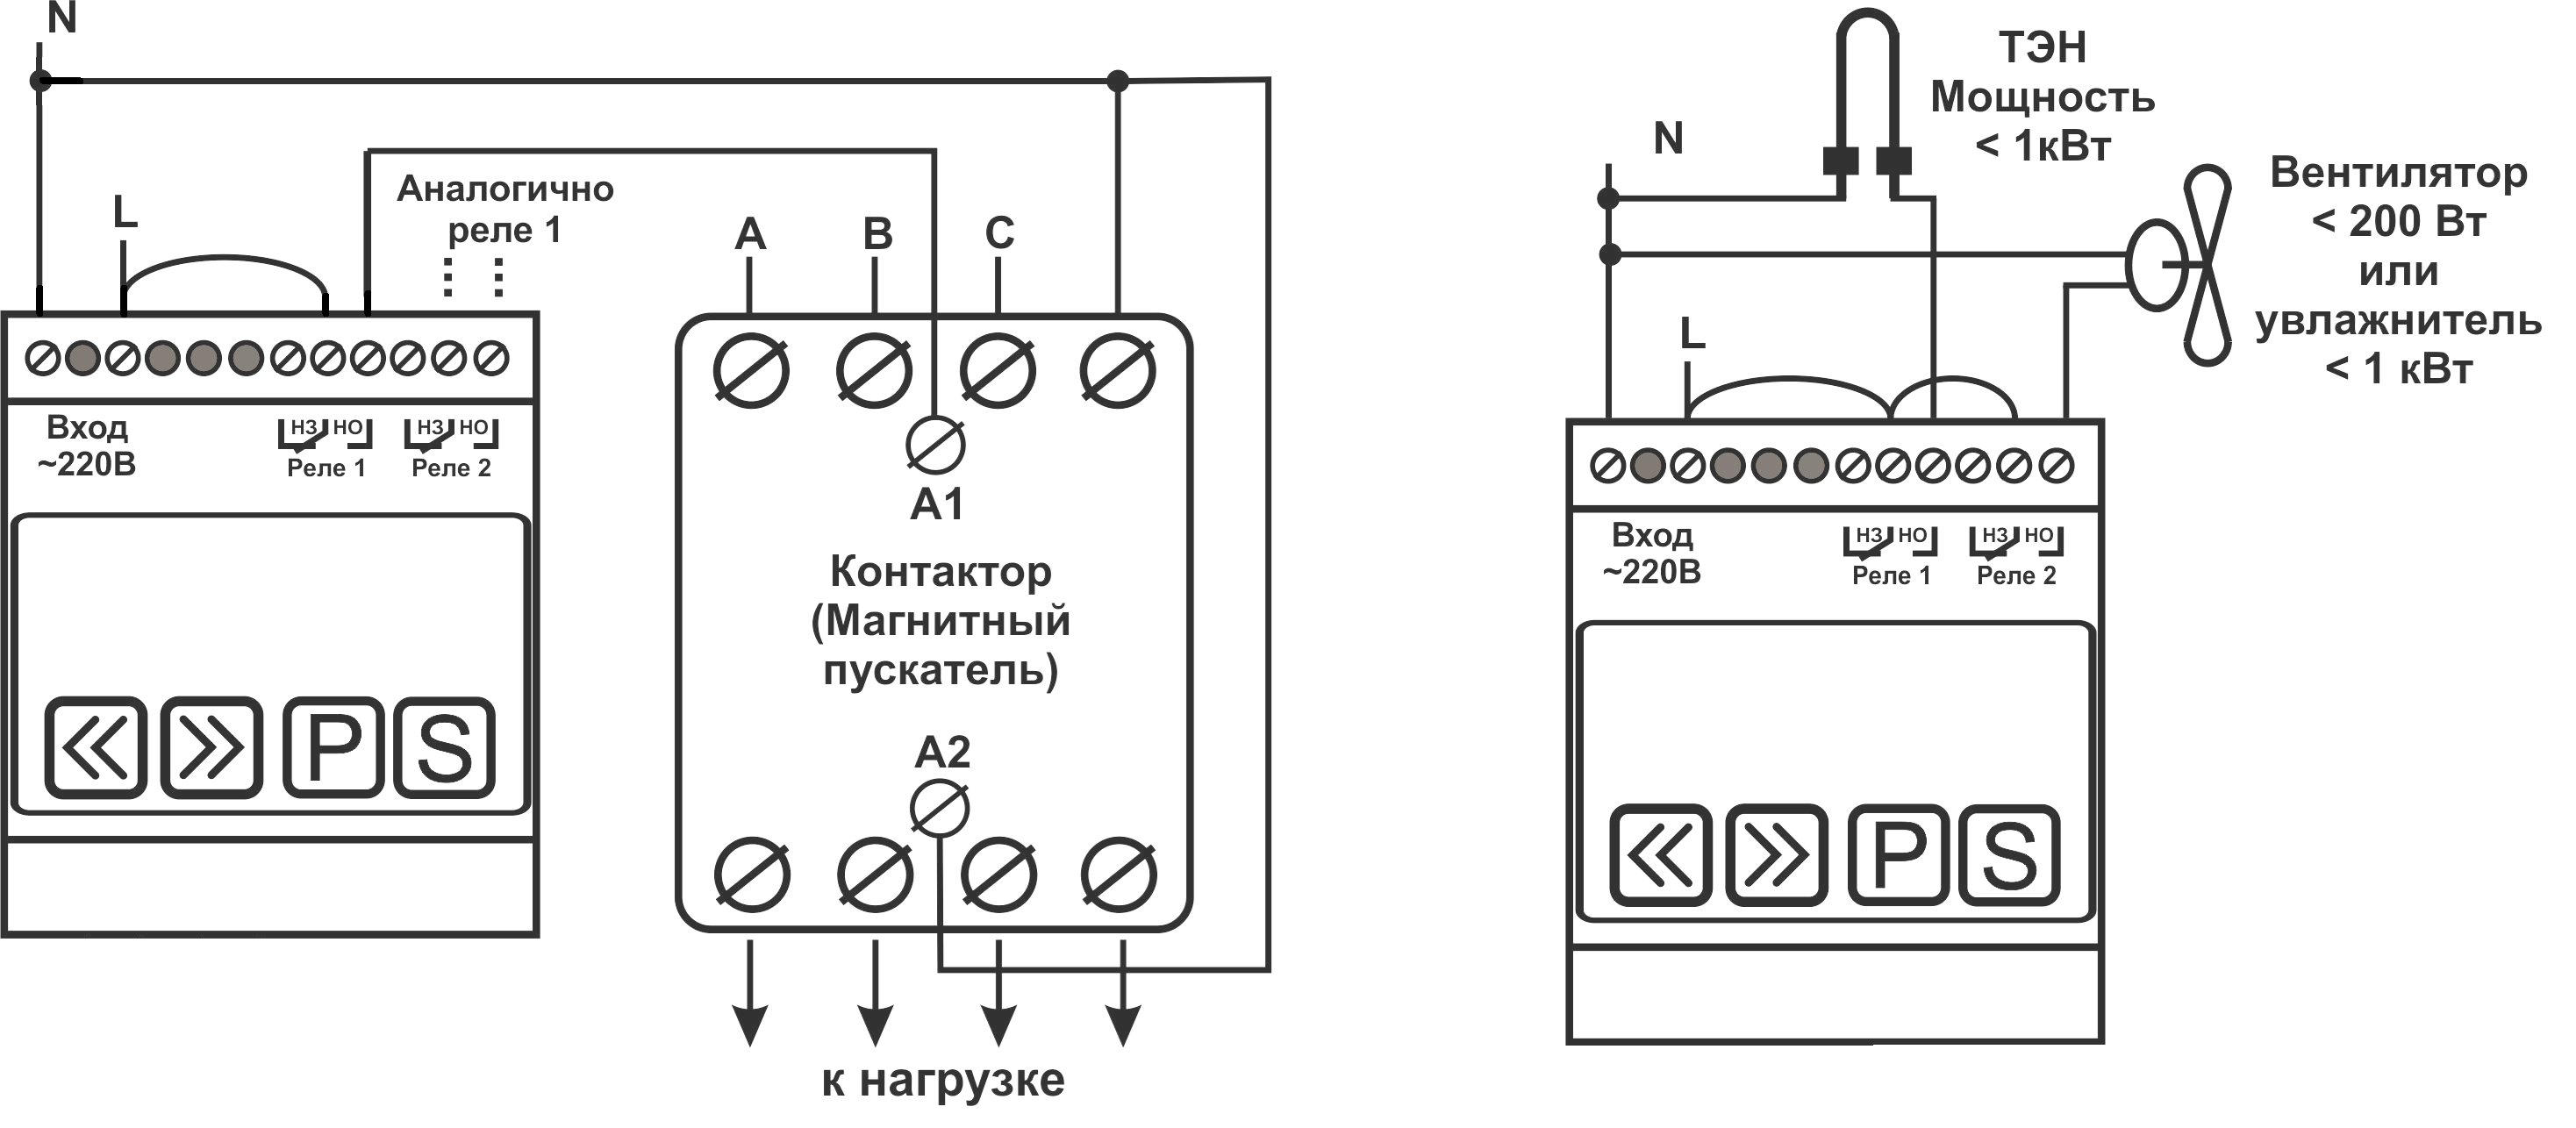 N
L
Аналогично
реле 1
A
B
C
Вход
~220В
НЗ НО
Реле 1
НЗ НО
Реле 2
P
S
A1
Контактор
(Магнитный
пускатель)
A2
к нагрузке
ТЭН
Мощность
< 1кВт
N
Вентилятор
< 200 Вт
или
увлажнитель
< 1 кВт
L
Вход
~220В
НЗ НО
Реле 1
НЗ НО
Реле 2
P
S